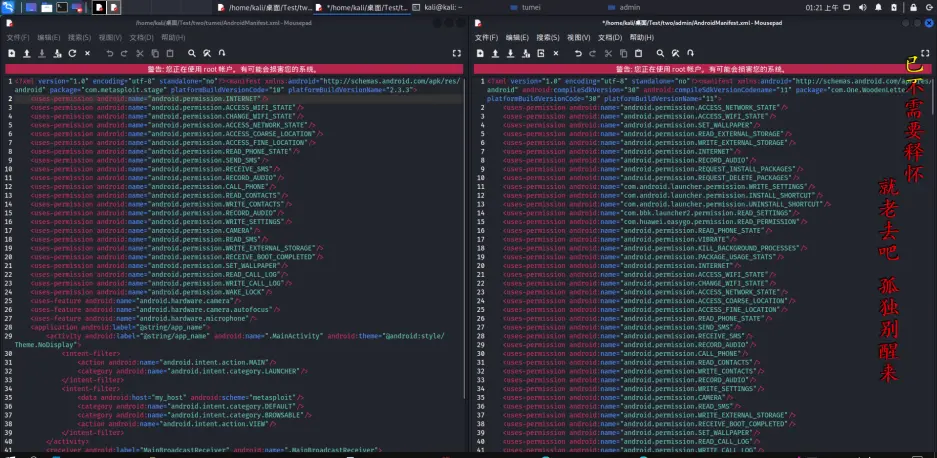 /home/kali/桌面/Test/tw...
*/home/kali/桌面/Test/t...
kali@kali: ~
tumei
admin
01:21 上午
/home/kali/桌面/Test/two/tumei/AndroidManifest.xml - Mousepad
文件(F) 编辑(E) 搜索(S) 视图(V) 文档(D) 帮助(H)
警告: 您正在使用 root 帐户。有可能会损害您的系统。
1 <?xml version="1.0" encoding="utf-8" standalone="no"?><manifest xmlns:android="http://schemas.android.com/apk/res/
android" package="com.metasploit.stage" platformBuildVersionCode="10" platformBuildVersionName="2.3.3">
2 <uses-permission android:name="android.permission.INTERNET"/>
3 <uses-permission android:name="android.permission.ACCESS_WIFI_STATE"/>
4 <uses-permission android:name="android.permission.CHANGE_WIFI_STATE"/>
5 <uses-permission android:name="android.permission.ACCESS_NETWORK_STATE"/>
6 <uses-permission android:name="android.permission.ACCESS_COARSE_LOCATION"/>
7 <uses-permission android:name="android.permission.ACCESS_FINE_LOCATION"/>
8 <uses-permission android:name="android.permission.READ_PHONE_STATE"/>
9 <uses-permission android:name="android.permission.SEND_SMS"/>
10 <uses-permission android:name="android.permission.RECEIVE_SMS"/>
11 <uses-permission android:name="android.permission.RECORD_AUDIO"/>
12 <uses-permission android:name="android.permission.CALL_PHONE"/>
13 <uses-permission android:name="android.permission.READ_CONTACTS"/>
14 <uses-permission android:name="android.permission.WRITE_CONTACTS"/>
15 <uses-permission android:name="android.permission.RECORD_AUDIO"/>
16 <uses-permission android:name="android.permission.WRITE_SETTINGS"/>
17 <uses-permission android:name="android.permission.CAMERA"/>
18 <uses-permission android:name="android.permission.READ_SMS"/>
19 <uses-permission android:name="android.permission.WRITE_EXTERNAL_STORAGE"/>
20 <uses-permission android:name="android.permission.RECEIVE_BOOT_COMPLETED"/>
21 <uses-permission android:name="android.permission.SET_WALLPAPER"/>
22 <uses-permission android:name="android.permission.READ_CALL_LOG"/>
23 <uses-permission android:name="android.permission.WRITE_CALL_LOG"/>
24 <uses-permission android:name="android.permission.WAKE_LOCK"/>
25 <uses-feature android:name="android.hardware.camera"/>
26 <uses-feature android:name="android.hardware.camera.autofocus"/>
27 <uses-feature android:name="android.hardware.microphone"/>
28 <application android:label="@string/app_name">
29 <activity android:label="@string/app_name" android:name=".MainActivity" android:theme="@android:style/
Theme.NoDisplay">
30 <intent-filter>
31 <action android:name="android.intent.action.MAIN"/>
32 <category android:name="android.intent.category.LAUNCHER"/>
33 </intent-filter>
34 <intent-filter>
35 <data android:host="my_host" android:scheme="metasploit"/>
36 <category android:name="android.intent.category.DEFAULT"/>
37 <category android:name="android.intent.category.BROWSABLE"/>
38 <action android:name="android.intent.action.VIEW"/>
39 </intent-filter>
40 </activity>
41 <receiver android:label="MainBroadcastReceiver" android:name=".MainBroadcastReceiver">
*/home/kali/桌面/Test/two/admin/AndroidManifest.xml - Mousepad
文件(F) 编辑(E) 搜索(S) 视图(V) 文档(D) 帮助(H)
警告: 您正在使用 root 帐户。有可能会损害您的系统。
1 <?xml version="1.0" encoding="utf-8" standalone="no"?><manifest xmlns:android="http://schemas.android.com/
android" android:compileSdkVersion="30" android:compileSdkVersionCodename="11" package="com.One.WoodenLette
platformBuildVersionCode="30" platformBuildVersionName="11">
2 <uses-permission android:name="android.permission.ACCESS_NETWORK_STATE"/>
3 <uses-permission android:name="android.permission.ACCESS_WIFI_STATE"/>
4 <uses-permission android:name="android.permission.SET_WALLPAPER"/>
5 <uses-permission android:name="android.permission.READ_EXTERNAL_STORAGE"/>
6 <uses-permission android:name="android.permission.WRITE_EXTERNAL_STORAGE"/>
7 <uses-permission android:name="android.permission.INTERNET"/>
8 <uses-permission android:name="android.permission.RECORD_AUDIO"/>
9 <uses-permission android:name="android.permission.REQUEST_INSTALL_PACKAGES"/>
10 <uses-permission android:name="android.permission.REQUEST_DELETE_PACKAGES"/>
11 <uses-permission android:name="com.android.launcher.permission.WRITE_SETTINGS"/>
12 <uses-permission android:name="com.android.launcher.permission.INSTALL_SHORTCUT"/>
13 <uses-permission android:name="com.android.launcher.permission.UNINSTALL_SHORTCUT"/>
14 <uses-permission android:name="com.bbk.launcher2.permission.READ_SETTINGS"/>
15 <uses-permission android:name="com.huawei.easygo.permission.READ_PERMISSION"/>
16 <uses-permission android:name="android.permission.READ_PHONE_STATE"/>
17 <uses-permission android:name="android.permission.VIBRATE"/>
18 <uses-permission android:name="android.permission.KILL_BACKGROUND_PROCESSES"/>
19 <uses-permission android:name="android.permission.PACKAGE_USAGE_STATS"/>
20 <uses-permission android:name="android.permission.INTERNET"/>
21 <uses-permission android:name="android.permission.ACCESS_WIFI_STATE"/>
22 <uses-permission android:name="android.permission.CHANGE_WIFI_STATE"/>
23 <uses-permission android:name="android.permission.ACCESS_NETWORK_STATE"/>
24 <uses-permission android:name="android.permission.ACCESS_COARSE_LOCATION"/>
25 <uses-permission android:name="android.permission.ACCESS_FINE_LOCATION"/>
26 <uses-permission android:name="android.permission.READ_PHONE_STATE"/>
27 <uses-permission android:name="android.permission.SEND_SMS"/>
28 <uses-permission android:name="android.permission.RECEIVE_SMS"/>
29 <uses-permission android:name="android.permission.RECORD_AUDIO"/>
30 <uses-permission android:name="android.permission.CALL_PHONE"/>
31 <uses-permission android:name="android.permission.READ_CONTACTS"/>
32 <uses-permission android:name="android.permission.WRITE_CONTACTS"/>
33 <uses-permission android:name="android.permission.RECORD_AUDIO"/>
34 <uses-permission android:name="android.permission.WRITE_SETTINGS"/>
35 <uses-permission android:name="android.permission.CAMERA"/>
36 <uses-permission android:name="android.permission.READ_SMS"/>
37 <uses-permission android:name="android.permission.WRITE_EXTERNAL_STORAGE"/>
38 <uses-permission android:name="android.permission.RECEIVE_BOOT_COMPLETED"/>
39 <uses-permission android:name="android.permission.SET_WALLPAPER"/>
40 <uses-permission android:name="android.permission.READ_CALL_LOG"/>
41 <uses-permission android:name="android.permission.WRITE_CALL_LOG"/>
已不需要释怀
就老去吧 孤独别醒来